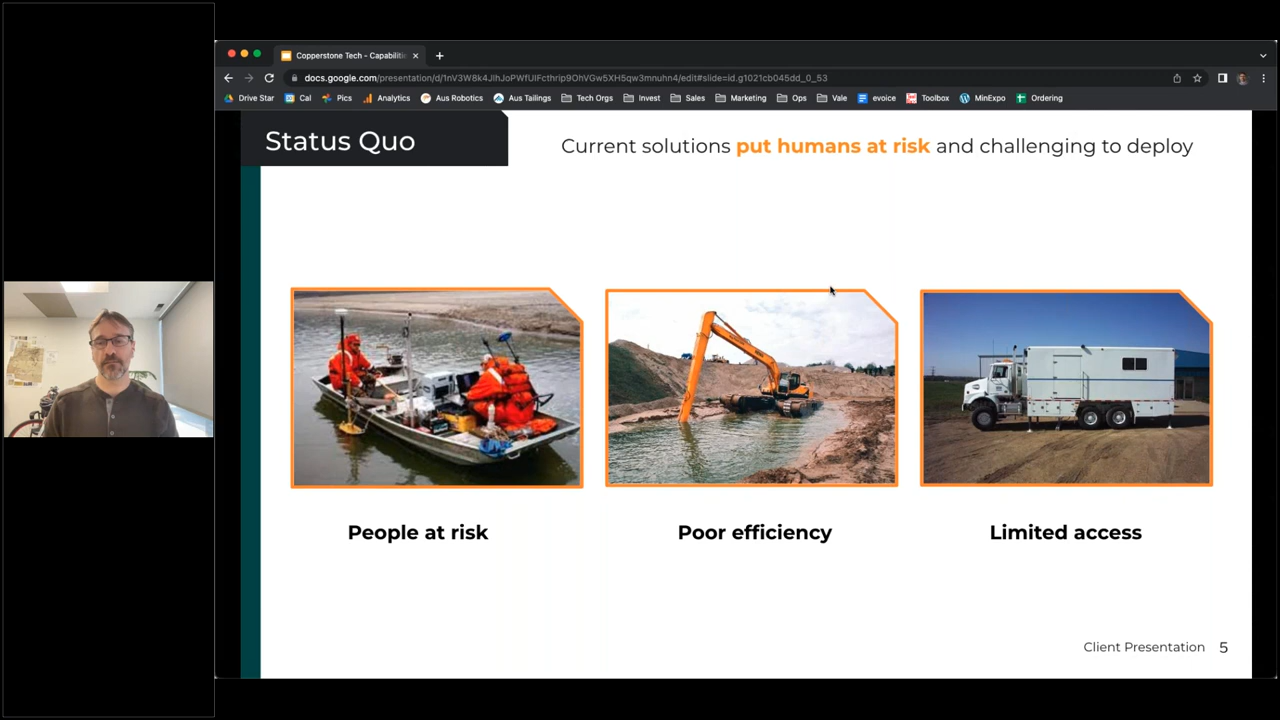 Copperstone Tech - Capabiliti
docs.google.com/presentation/d/1nV3W8k4JlhJoPWfUIFcthrip9OhVGw5XH5qw3mnuhn4/edit#slide=id.g1021cb045dd_0_53
Drive Star Cal Pics Analytics Aus Robotics Aus Tailings Tech Orgs Invest Sales Marketing Ops Vale evoice Toolbox MinExpo Ordering
Status Quo
Current solutions put humans at risk and challenging to deploy
People at risk
Poor efficiency
Limited access
Client Presentation 5